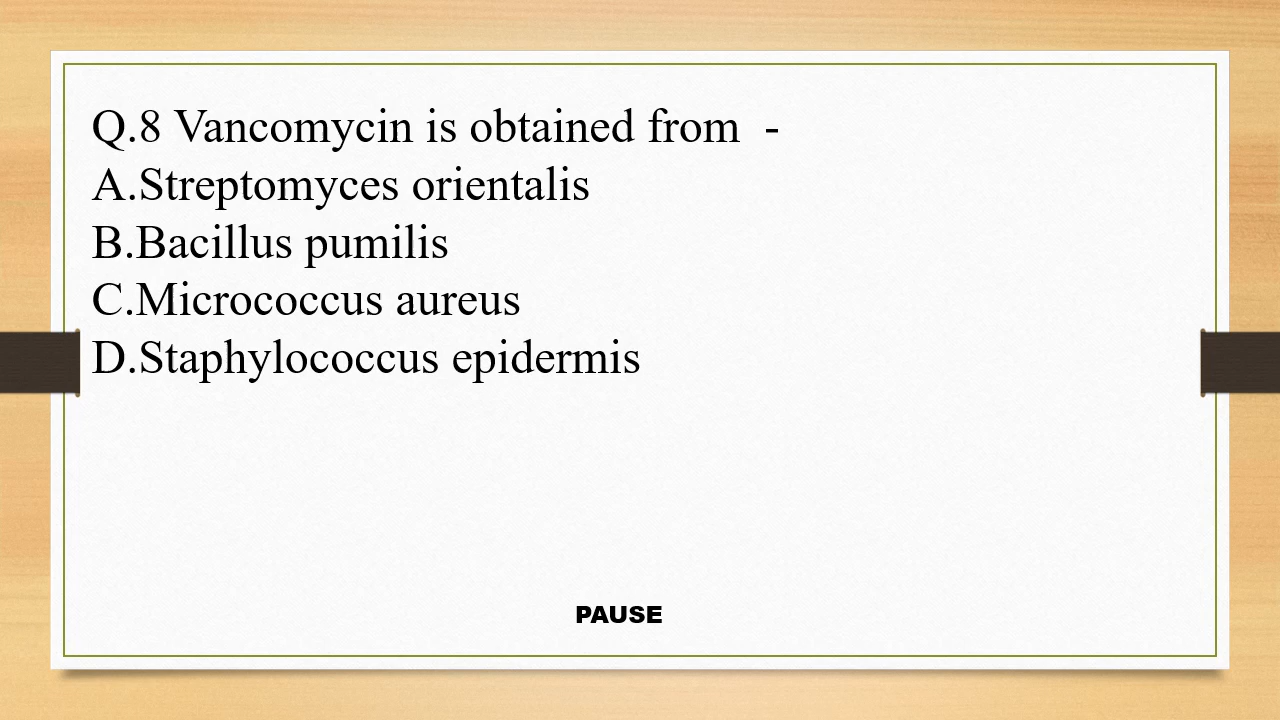 Q.8 Vancomycin is obtained from  -
A.Streptomyces orientalis
B.Bacillus pumilis
C.Micrococcus aureus
D.Staphylococcus epidermis
PAUSE